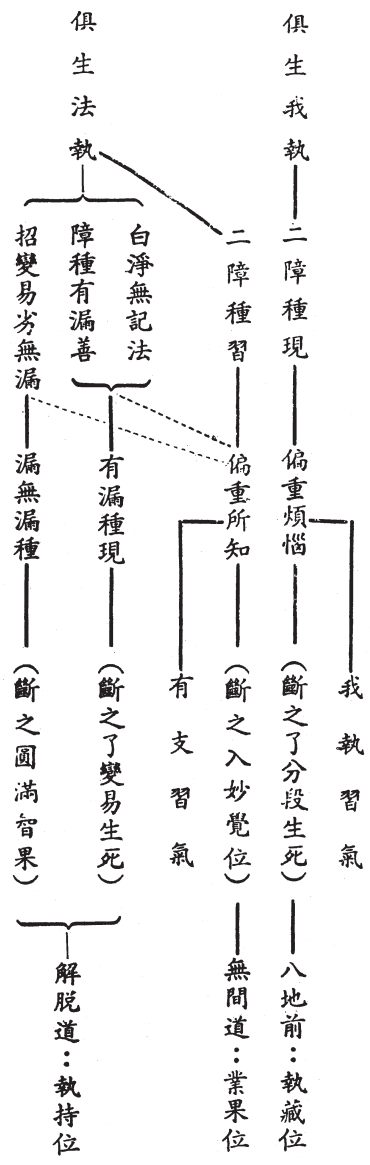 俱生我執
二障種現
偏重煩惱
我執習氣
(斷之了分段生死)
八地前：執藏位
俱生法執
二障種習
偏重所知
有支習氣
(斷之入妙覺位)
無間道：業果位
白淨無記法
障種有漏善
有漏種現
(斷之了變易生死)
招變易劣無漏
漏無漏種
(斷之圓滿智果)
解脫道：執持位